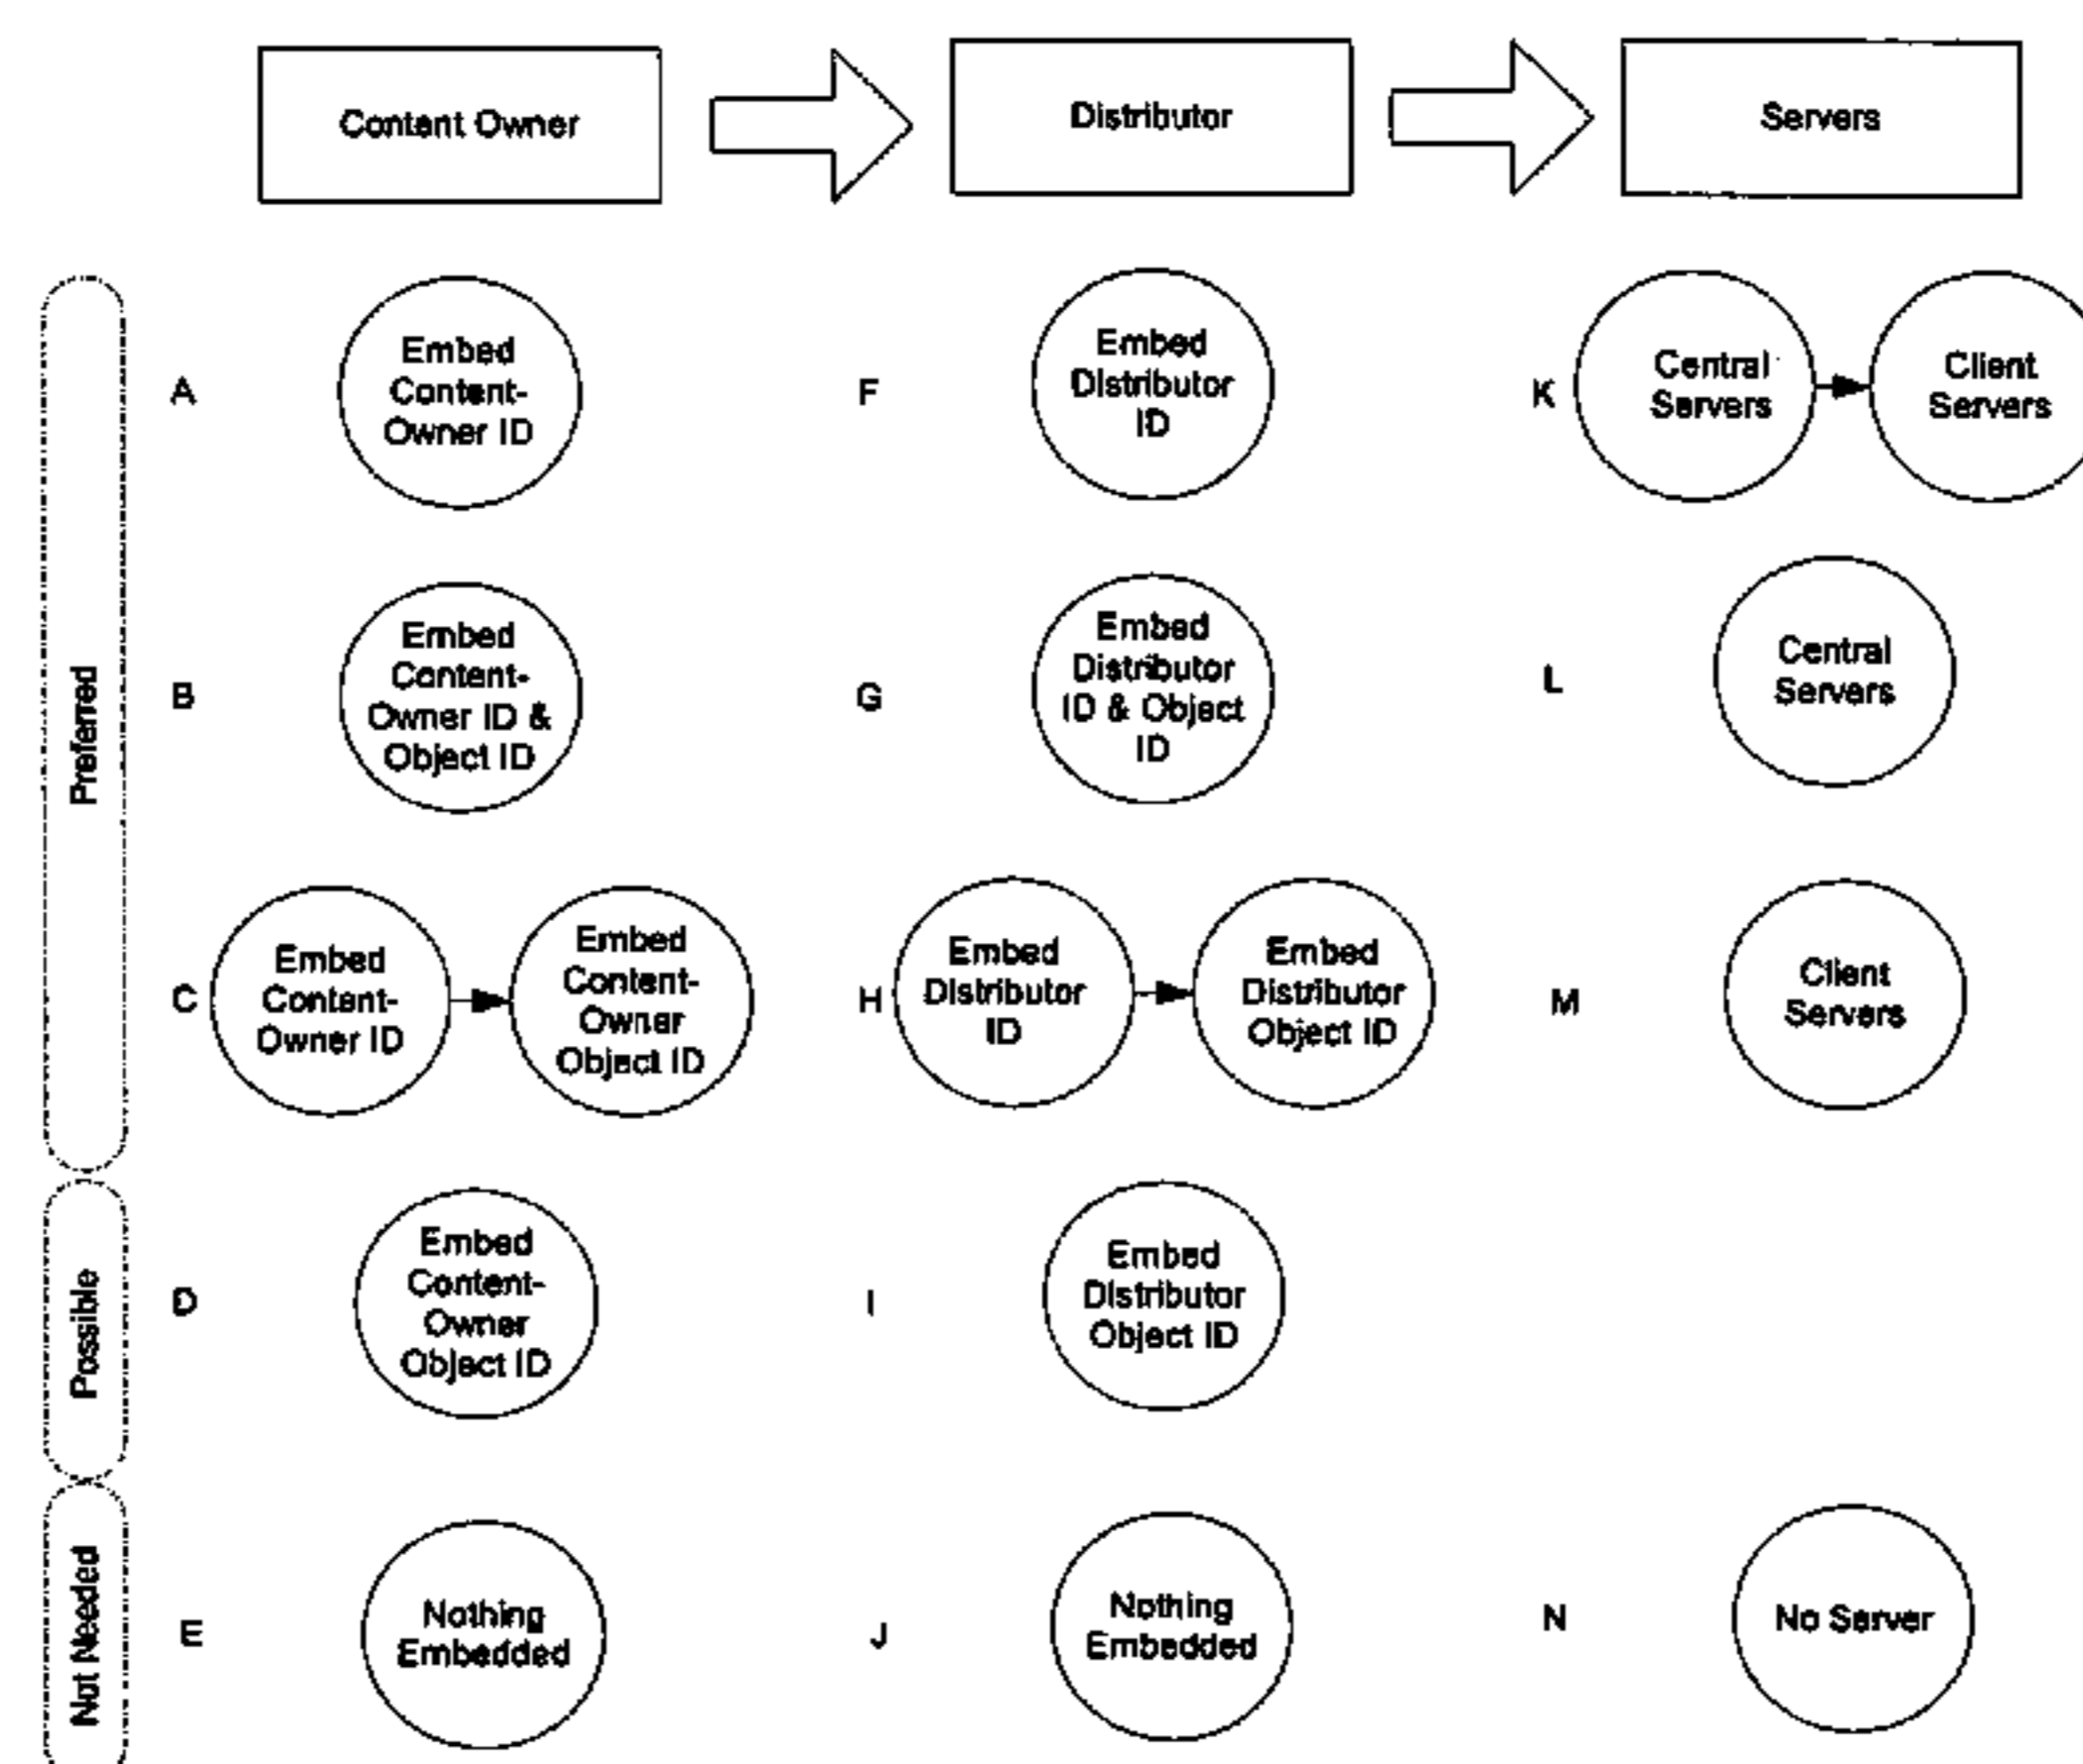 Content Owner
Distributor
Servers
Preferred
A
Embed
Content-
Owner ID
F
Embed
Distributor
ID
K
Central
Servers
Client
Servers
B
Embed
Content-
Owner ID &
Object ID
G
Embed
Distributor
ID & Object
ID
L
Central
Servers
C
Embed
Content-
Owner ID
Embed
Content-
Owner
Object ID
H
Embed
Distributor
ID
Embed
Distributor
Object ID
M
Client
Servers
Possible
D
Embed
Content-
Owner
Object ID
I
Embed
Distributor
Object ID
Not Needed
E
Nothing
Embedded
J
Nothing
Embedded
N
No Server